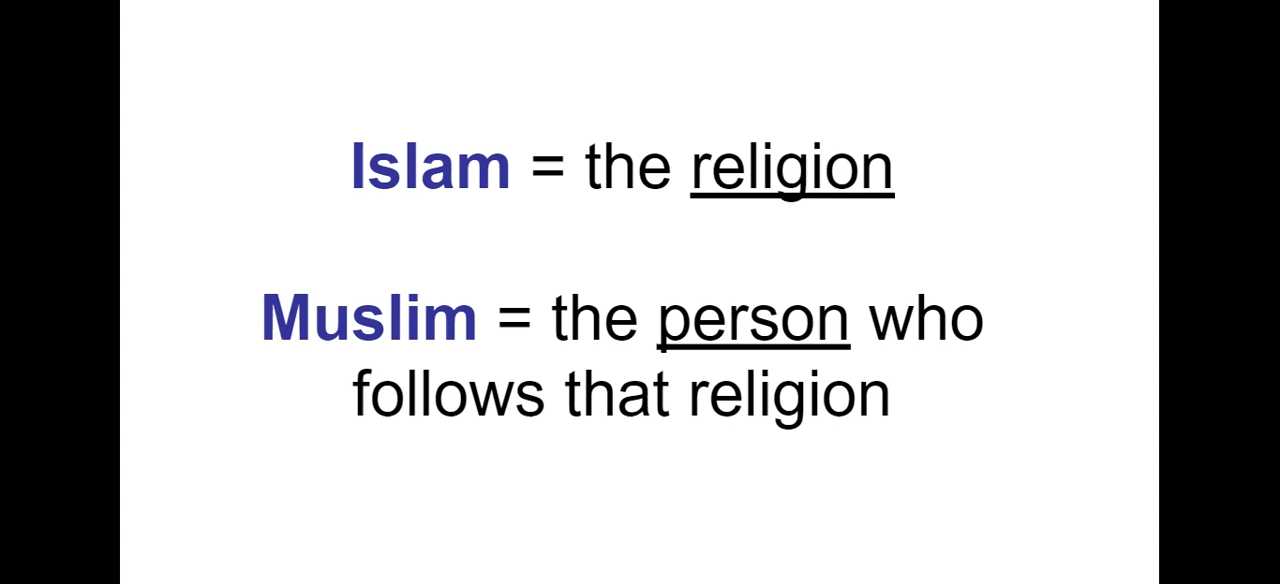 Islam = the religion
Muslim = the person who
follows that religion